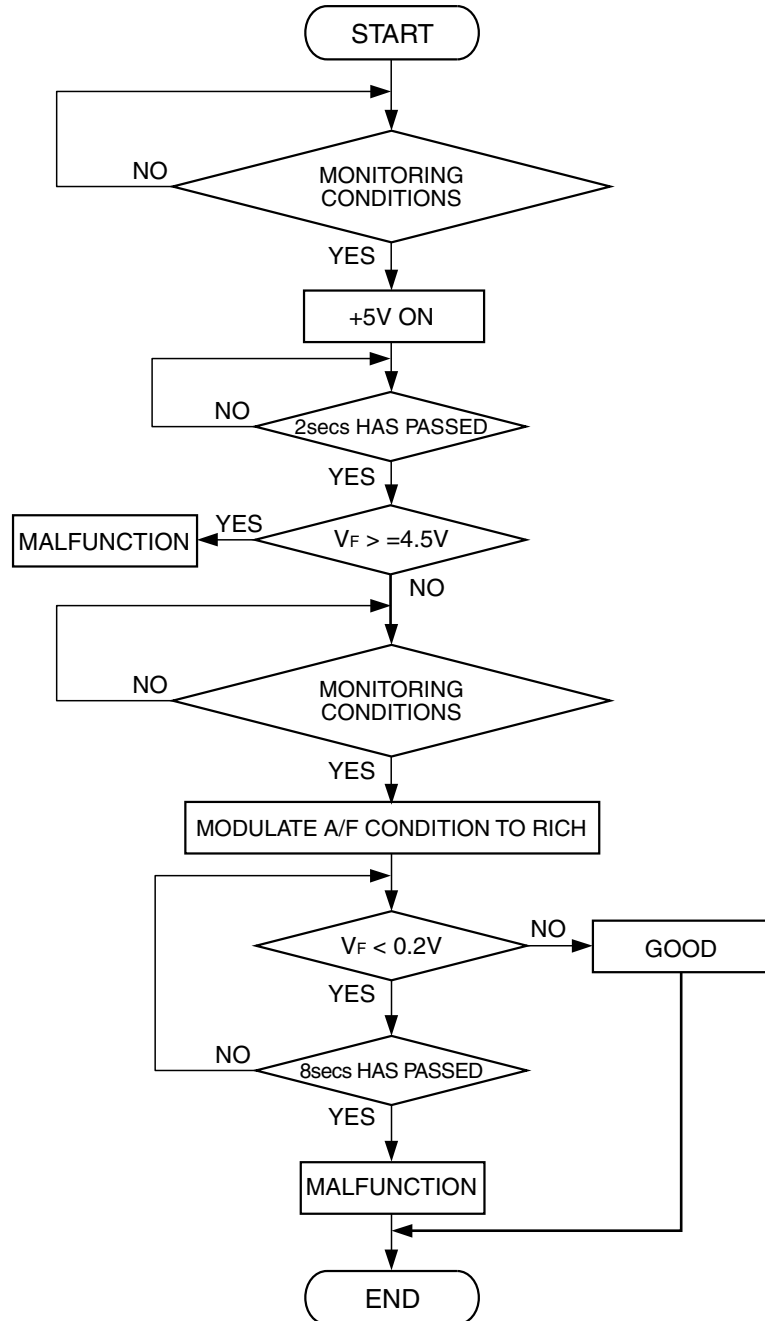 START
NO
MONITORING
CONDITIONS
YES
+5V ON
NO
2secs HAS PASSED
YES
MALFUNCTION
YES
VF > =4.5V
NO
NO
MONITORING
CONDITIONS
YES
MODULATE A/F CONDITION TO RICH
VF < 0.2V
NO
GOOD
YES
NO
8secs HAS PASSED
YES
MALFUNCTION
END